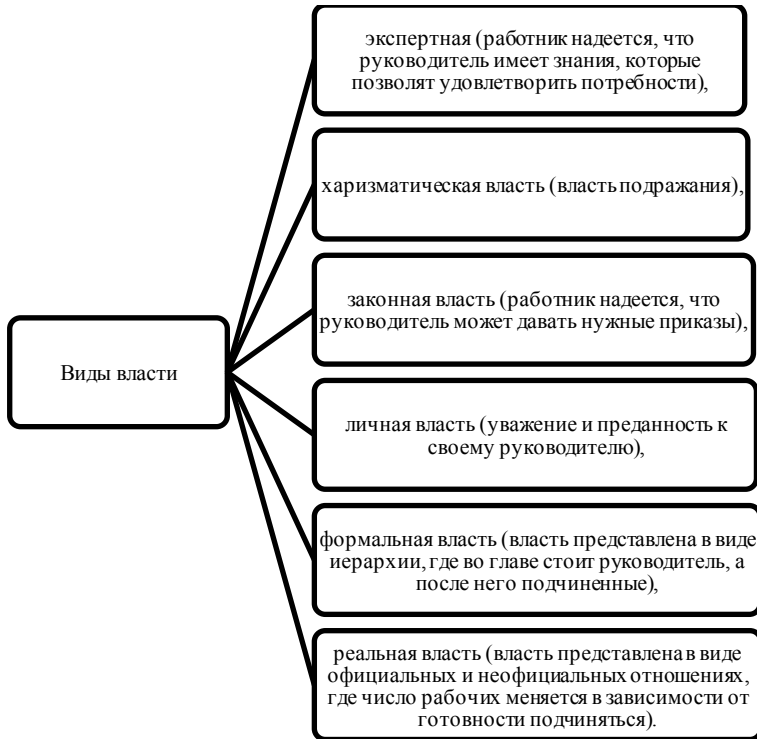 экспертная (работник надеется, что
руководитель имеет знания, которые
позволят удовлетворить потребности),
харизматическая власть (власть подражания),
законная власть (работник надеется, что
руководитель может давать нужные приказы),
Виды власти
личная власть (уважение и преданность к
своему руководителю),
формальная власть (власть представлена в виде
иерархии, где во главе стоит руководитель, а
после него подчиненные),
реальная власть (власть представлена в виде
официальных и неофициальных отношениях,
где число рабочих меняется в зависимости от
готовности подчиняться).